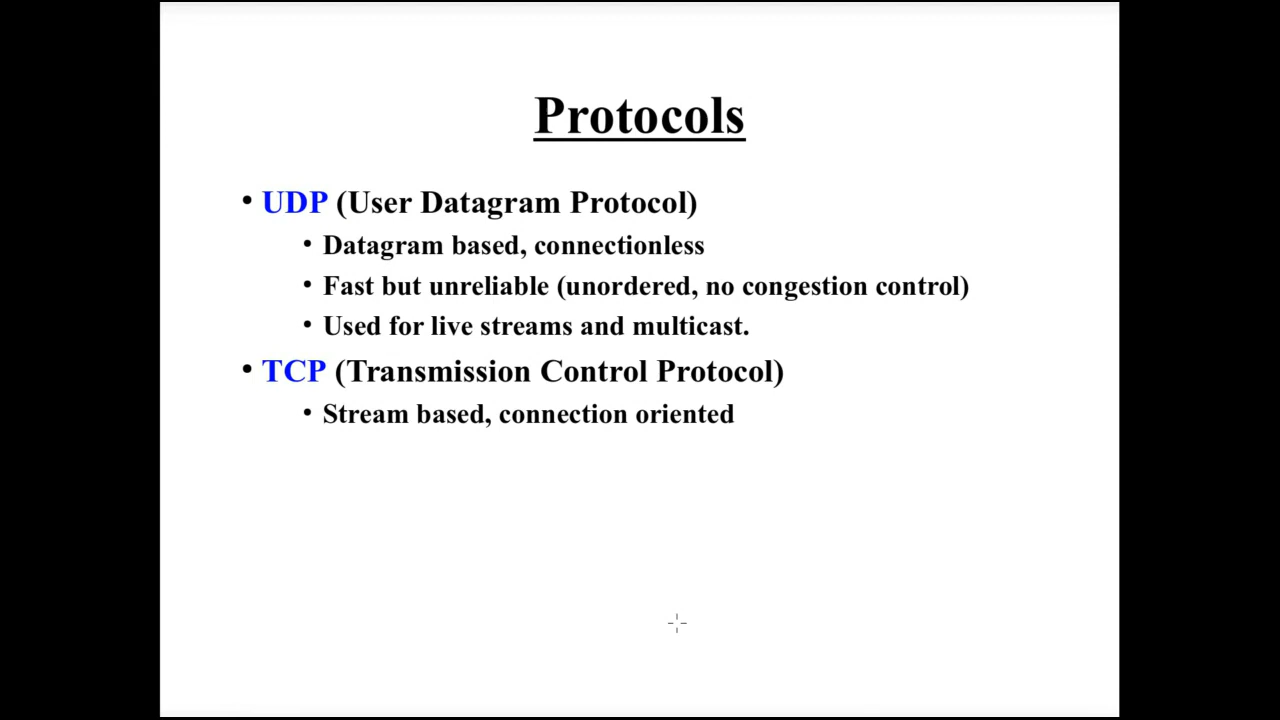 Protocols
• UDP (User Datagram Protocol)
• Datagram based, connectionless
• Fast but unreliable (unordered, no congestion control)
• Used for live streams and multicast.
• TCP (Transmission Control Protocol)
• Stream based, connection oriented